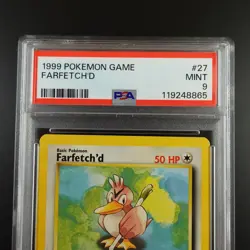 1999 POKEMON GAME #27
FARFETCH'D MINT
9
PSA 119248865
Basic Pokémon
Farfetch'd 50 HP